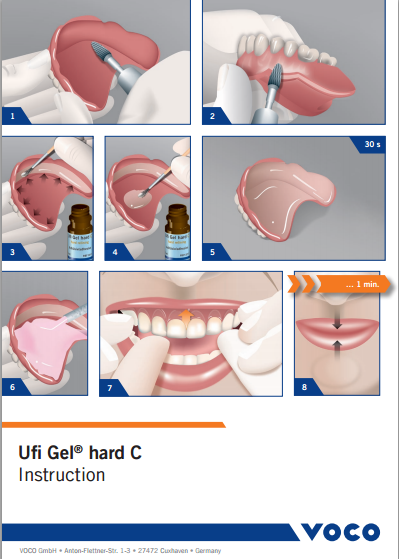 1
2
3
Ufi Gel hard
4
Gel hard
5
30 s
6
7
8
... 1 min.
Ufi Gel® hard C
Instruction
VOCO
VOCO GmbH • Anton-Flettner-Str. 1-3 • 27472 Cuxhaven • Germany